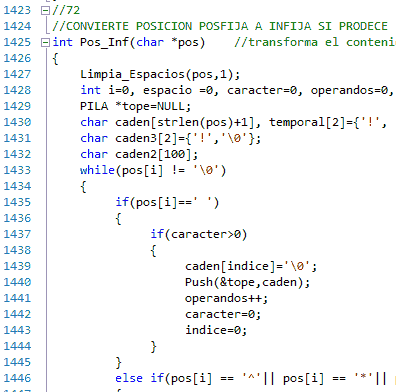 1423 //72
1424 //CONVIERTE POSICION POSFIJA A INFIJA SI PRODECE
1425 int Pos_Inf(char *pos) //transforma el conteni
1426 {
1427 Limpia_Espacios(pos,1);
1428 int i=0, espacio =0, caracter=0, operandos=0,
1429 PILA *tope=NULL;
1430 char caden[strlen(pos)+1], temporal[2]={'!',
1431 char caden3[2]={'!','\0'};
1432 char caden2[100];
1433 while(pos[i] != '\0')
1434 {
1435 if(pos[i]==' ')
1436 {
1437 if(caracter>0)
1438 {
1439 caden[indice]='\0';
1440 Push(&tope,caden);
1441 operandos++;
1442 caracter=0;
1443 indice=0;
1444 }
1445 }
1446 else if(pos[i] == '^'|| pos[i] == '*'||